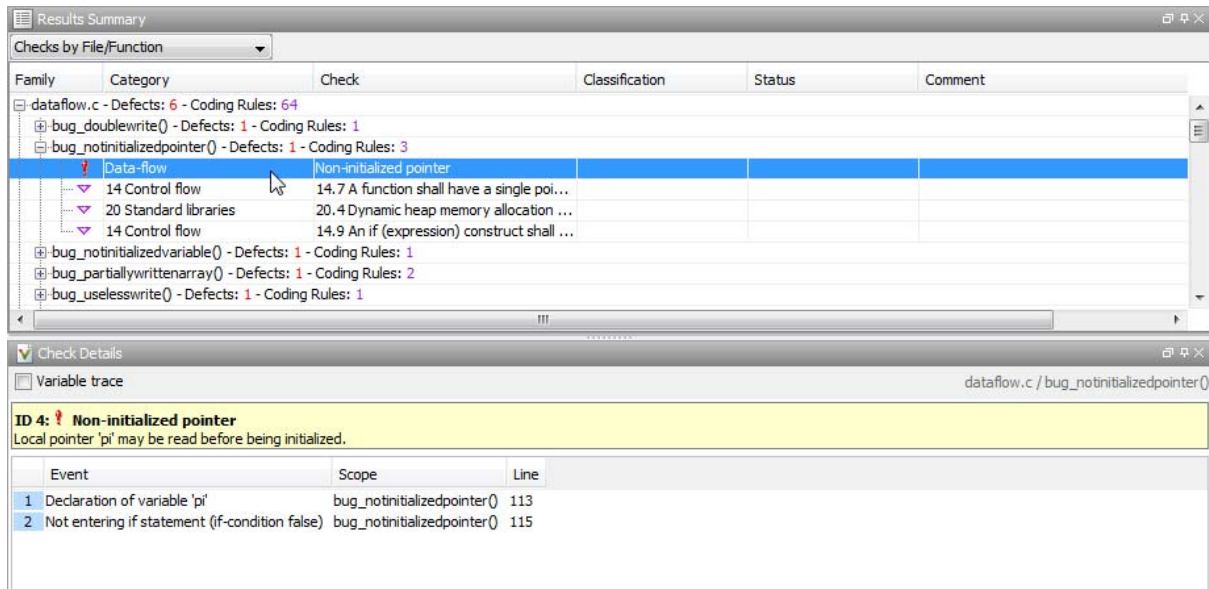 Results Summary
Checks by File/Function
Family Category Check Classification Status Comment
dataflow.c - Defects: 6 - Coding Rules: 64
bug_doublewrite() - Defects: 1 - Coding Rules: 1
bug_notinitializedpointer() - Defects: 1 - Coding Rules: 3
Data-flow Non-initialized pointer
14 Control flow 14.7 A function shall have a single poi...
20 Standard libraries 20.4 Dynamic heap memory allocation ...
14 Control flow 14.9 An if (expression) construct shall ...
bug_notinitializedvariable() - Defects: 1 - Coding Rules: 1
bug_partiallywrittenarray() - Defects: 1 - Coding Rules: 2
bug_uselesswrite() - Defects: 1 - Coding Rules: 1
Check Details
Variable trace dataflow.c / bug_notinitializedpointer()
ID 4: Non-initialized pointer
Local pointer 'pi' may be read before being initialized.
Event Scope Line
1 Declaration of variable 'pi' bug_notinitializedpointer() 113
2 Not entering if statement (if-condition false) bug_notinitializedpointer() 115